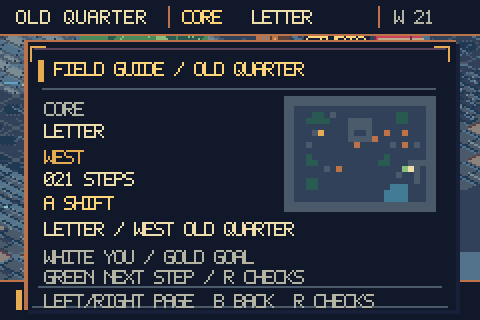 OLD QUARTER CORE LETTER W 21
FIELD GUIDE / OLD QUARTER
CORE
LETTER
WEST
021 STEPS
A SHIFT
LETTER / WEST OLD QUARTER
WHITE YOU / GOLD GOAL
GREEN NEXT STEP / R CHECKS
LEFT/RIGHT PAGE B BACK R CHECKS